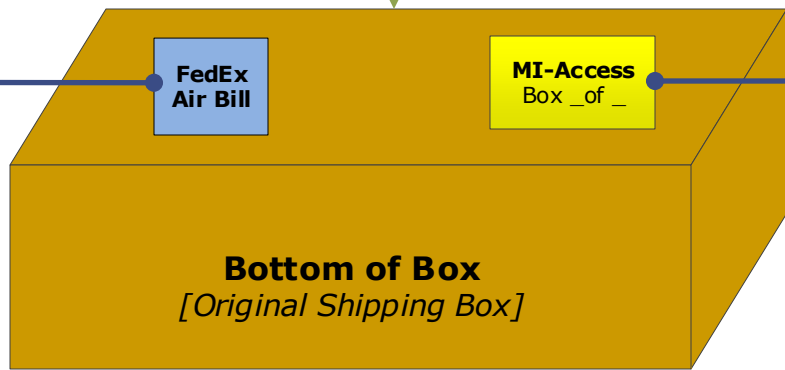 FedEx
Air Bill
MI-Access
Box _of _
Bottom of Box
[Original Shipping Box]